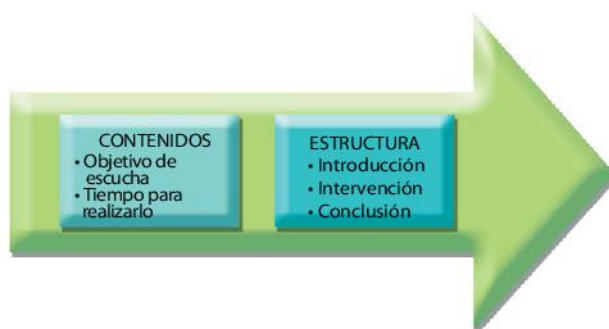 CONTENIDOS
• Objetivo de
escucha
• Tiempo para
realizarlo
ESTRUCTURA
• Introducción
• Intervención
• Conclusión